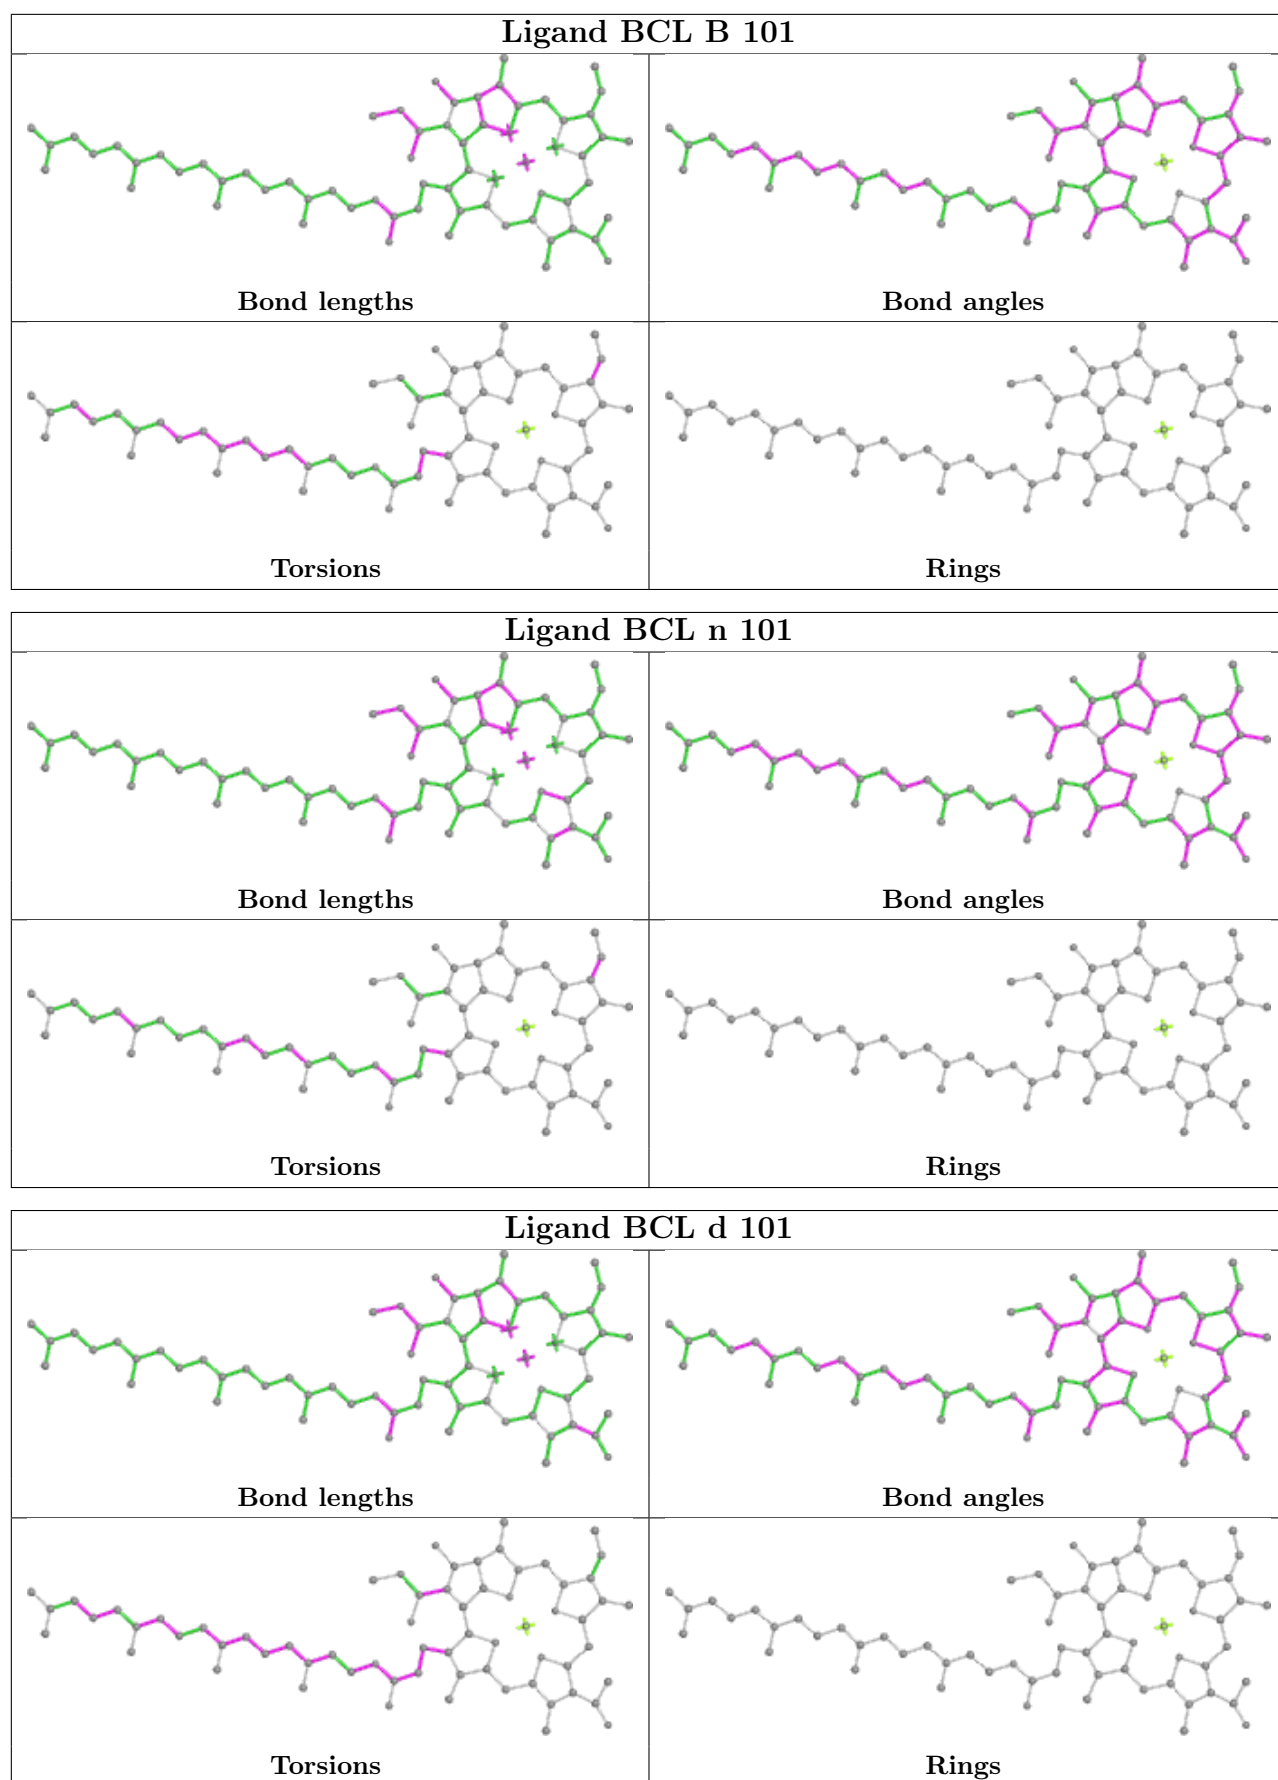 Ligand BCL B 101
Bond lengths
Bond angles
Torsions
Rings
Ligand BCL n 101
Bond lengths
Bond angles
Torsions
Rings
Ligand BCL d 101
Bond lengths
Bond angles
Torsions
Rings